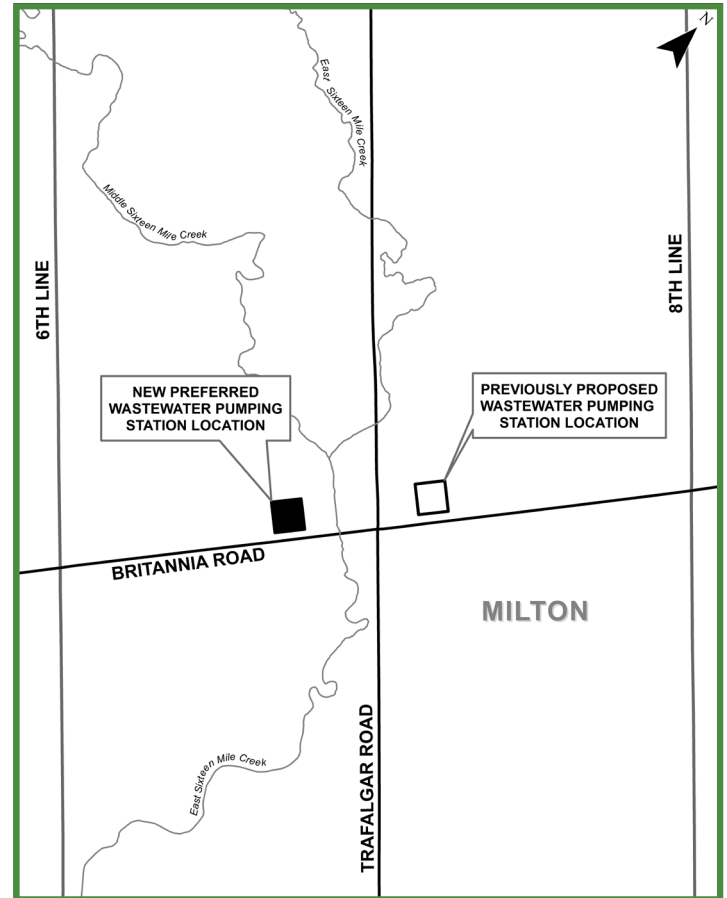 N
East Sixteen Mile Creek
Middle Sixteen Mile Creek
6TH LINE
8TH LINE
NEW PREFERRED
WASTEWATER PUMPING
STATION LOCATION
PREVIOUSLY PROPOSED
WASTEWATER PUMPING
STATION LOCATION
BRITANNIA ROAD
MILTON
TRAFALGAR ROAD
East Sixteen Mile Creek